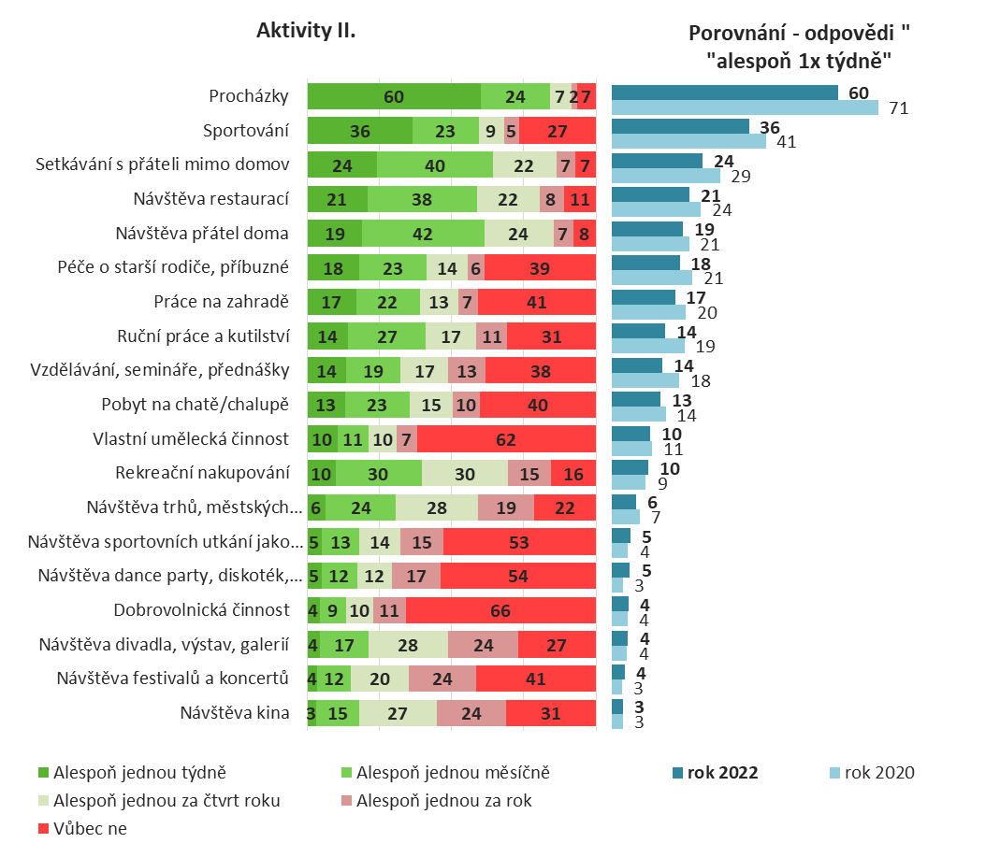 Aktivity II.
Porovnání - odpovědi "
"alespoň 1x týdně"
Procházky 60 24 7 2 7 60 71
Sportování 36 23 9 5 27 36 41
Setkávání s přáteli mimo domov 24 40 22 7 7 24 29
Návštěva restaurací 21 38 22 8 11 21 24
Návštěva přátel doma 19 42 24 7 8 19 21
Péče o starší rodiče, příbuzné 18 23 14 6 39 18 21
Práce na zahradě 17 22 13 7 41 17 20
Ruční práce a kutilství 14 27 17 11 31 14 19
Vzdělávání, semináře, přednášky 14 19 17 13 38 14 18
Pobyt na chatě/chalupě 13 23 15 10 40 13 14
Vlastní umělecká činnost 10 11 10 7 62 10 11
Rekreační nakupování 10 30 30 15 16 10 9
Návštěva trhů, městských... 6 24 28 19 22 6 7
Návštěva sportovních utkání jako... 5 13 14 15 53 5 4
Návštěva dance party, diskoték,... 5 12 12 17 54 5 3
Dobrovolnická činnost 4 9 10 11 66 4 4
Návštěva divadla, výstav, galerií 4 17 28 24 27 4 4
Návštěva festivalů a koncertů 4 12 20 24 41 4 3
Návštěva kina 3 15 27 24 31 3 3
Alespoň jednou týdně Alespoň jednou měsíčně rok 2022 rok 2020
Alespoň jednou za čtvrt roku Alespoň jednou za rok
Vůbec ne